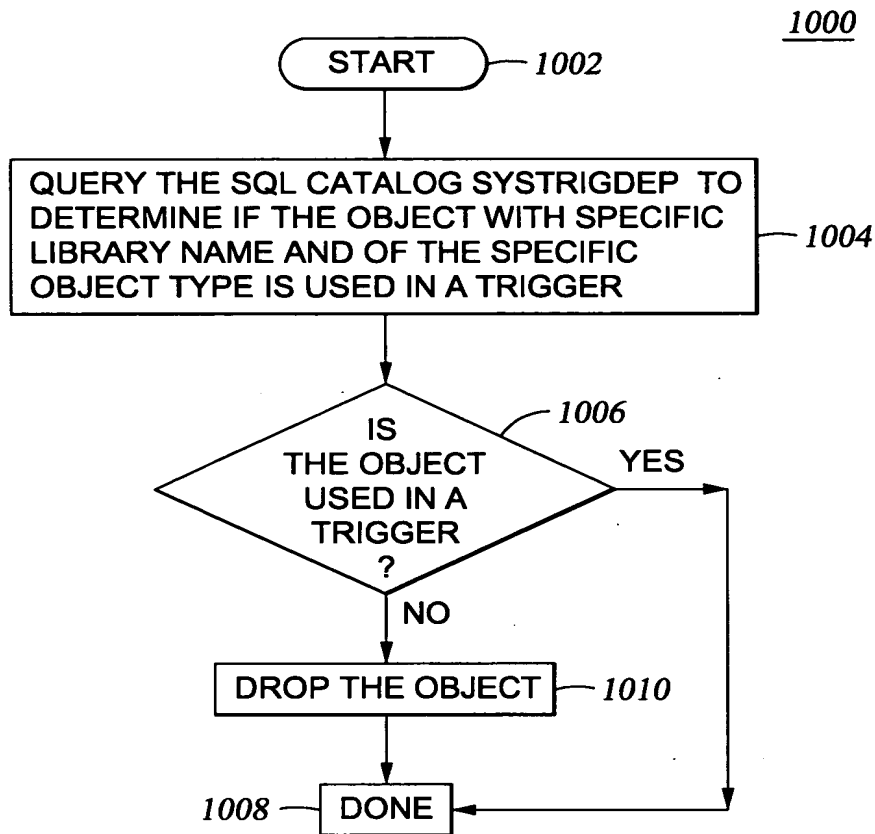 1000
START
1002
QUERY THE SQL CATALOG SYSTRIGDEP TO
DETERMINE IF THE OBJECT WITH SPECIFIC
LIBRARY NAME AND OF THE SPECIFIC
OBJECT TYPE IS USED IN A TRIGGER
1004
1006
IS
THE OBJECT
USED IN A
TRIGGER
?
YES
NO
DROP THE OBJECT
1010
1008
DONE